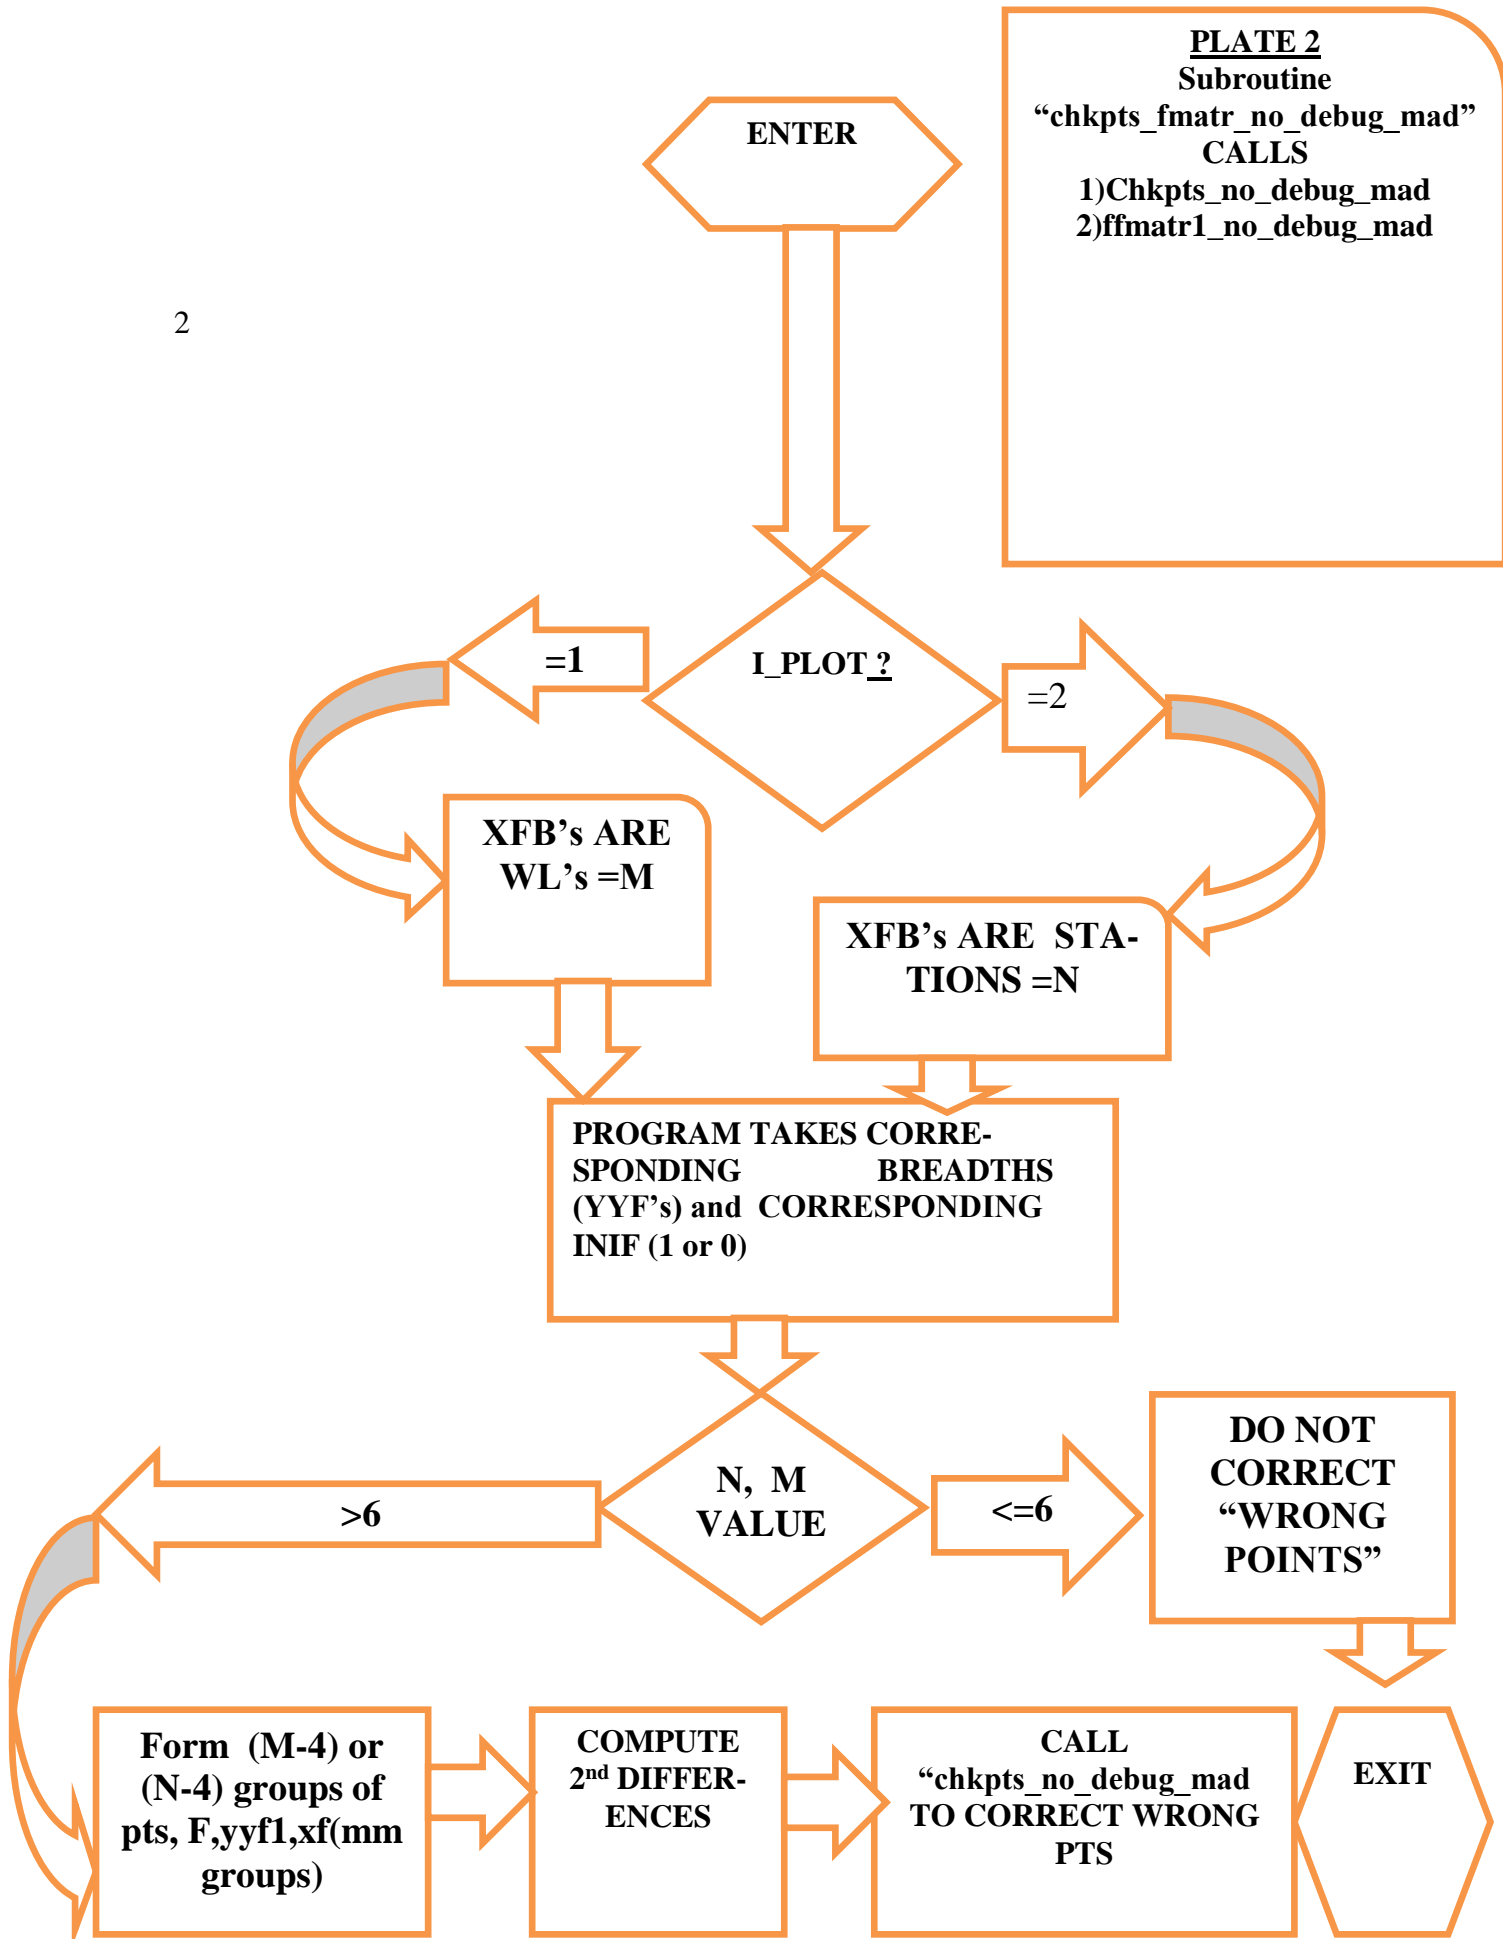 PLATE 2
Subroutine
“chkpts_fmatr_no_debug_mad”
CALLS
1)Chkpts_no_debug_mad
2)ffmatr1_no_debug_mad
ENTER
2
I_PLOT ?
=1
=2
XFB’s ARE
WL’s =M
XFB’s ARE STA-
TIONS =N
PROGRAM TAKES CORRE-
SPONDING BREADTHS
(YYF’s) and CORRESPONDING
INIF (1 or 0)
N, M
VALUE
>6
<=6
DO NOT
CORRECT
“WRONG
POINTS”
Form (M-4) or
(N-4) groups of
pts, F,yyf1,xf(mm
groups)
COMPUTE
2nd DIFFER-
ENCES
CALL
“chkpts_no_debug_mad
TO CORRECT WRONG
PTS
EXIT